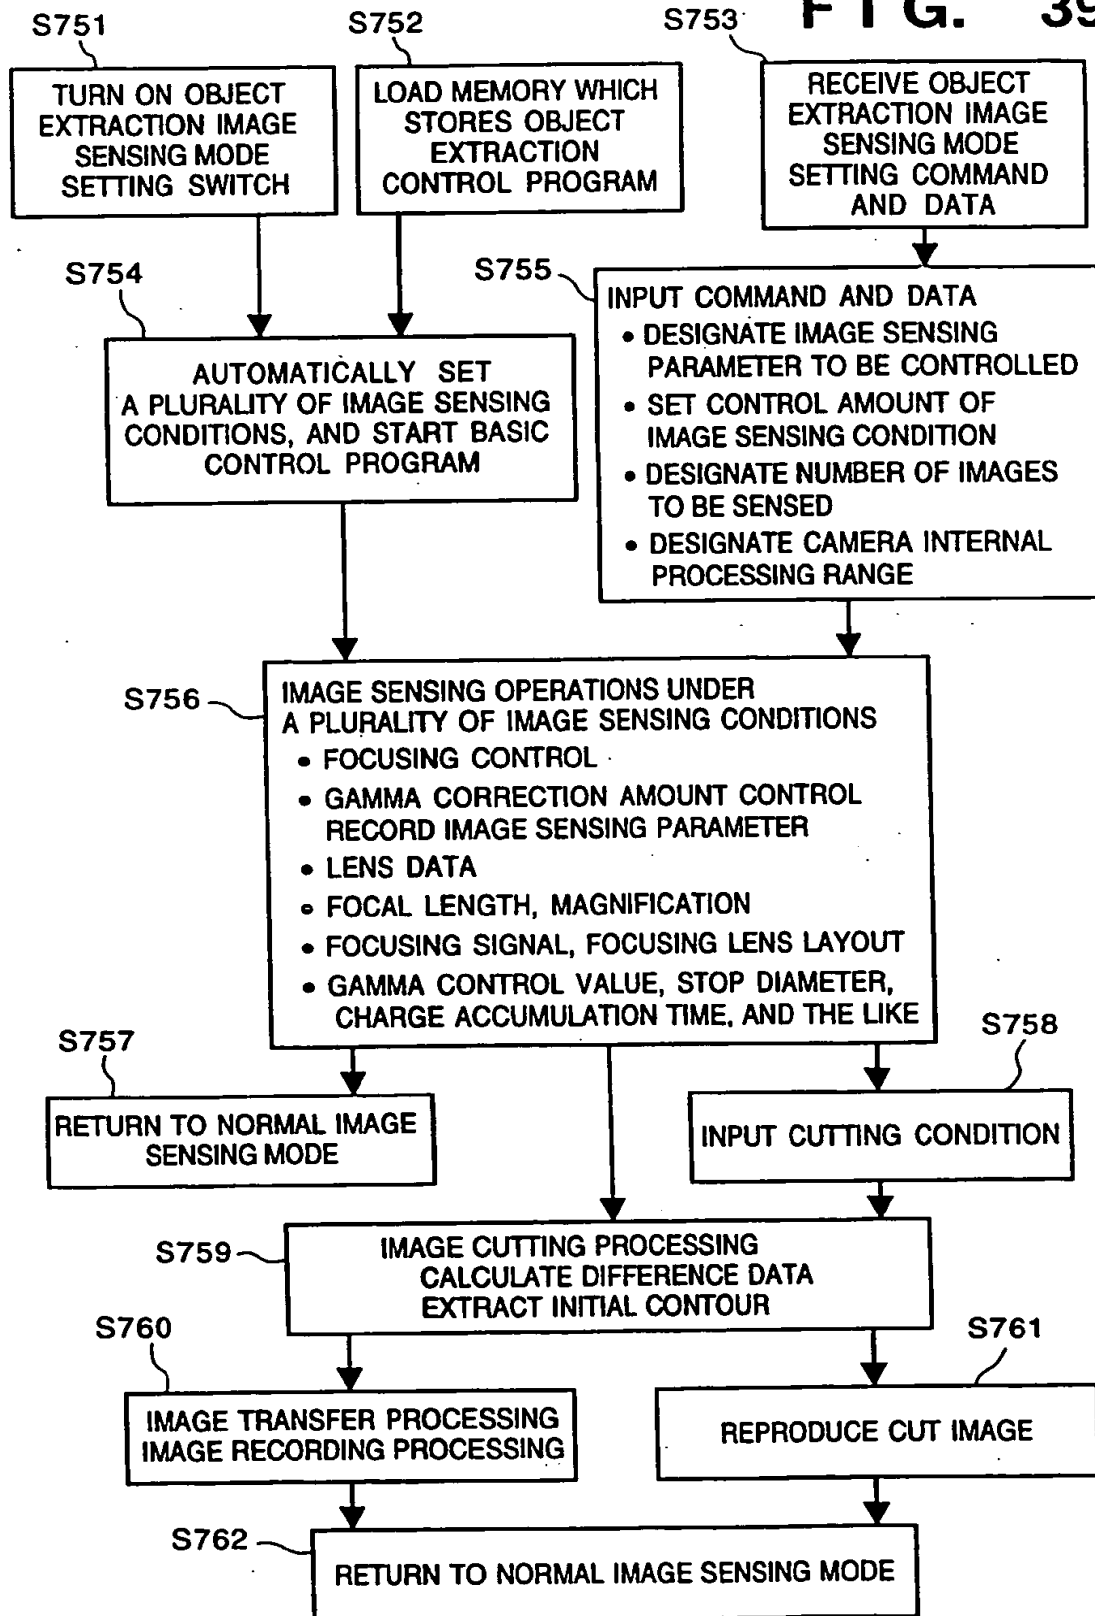 FIG. 39
S751
TURN ON OBJECT
EXTRACTION IMAGE
SENSING MODE
SETTING SWITCH
S752
LOAD MEMORY WHICH
STORES OBJECT
EXTRACTION
CONTROL PROGRAM
S753
RECEIVE OBJECT
EXTRACTION IMAGE
SENSING MODE
SETTING COMMAND
AND DATA
S754
AUTOMATICALLY SET
A PLURALITY OF IMAGE SENSING
CONDITIONS, AND START BASIC
CONTROL PROGRAM
S755
INPUT COMMAND AND DATA
• DESIGNATE IMAGE SENSING
PARAMETER TO BE CONTROLLED
• SET CONTROL AMOUNT OF
IMAGE SENSING CONDITION
• DESIGNATE NUMBER OF IMAGES
TO BE SENSED
• DESIGNATE CAMERA INTERNAL
PROCESSING RANGE
S756
IMAGE SENSING OPERATIONS UNDER
A PLURALITY OF IMAGE SENSING CONDITIONS
• FOCUSING CONTROL
• GAMMA CORRECTION AMOUNT CONTROL
RECORD IMAGE SENSING PARAMETER
• LENS DATA
• FOCAL LENGTH, MAGNIFICATION
• FOCUSING SIGNAL, FOCUSING LENS LAYOUT
• GAMMA CONTROL VALUE, STOP DIAMETER,
CHARGE ACCUMULATION TIME, AND THE LIKE
S757
RETURN TO NORMAL IMAGE
SENSING MODE
S758
INPUT CUTTING CONDITION
S759
IMAGE CUTTING PROCESSING
CALCULATE DIFFERENCE DATA
EXTRACT INITIAL CONTOUR
S760
IMAGE TRANSFER PROCESSING
IMAGE RECORDING PROCESSING
S761
REPRODUCE CUT IMAGE
S762
RETURN TO NORMAL IMAGE SENSING MODE